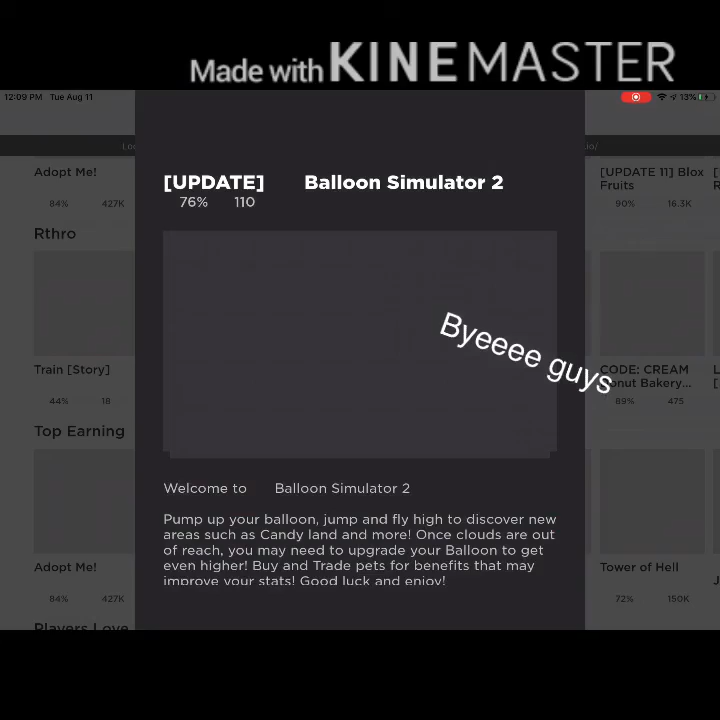 Made with KINEMASTER
12:09 PM Tue Aug 11
13%
[UPDATE] Balloon Simulator 2
76% 110
Adopt Me!
84% 427K
[UPDATE 11] Blox
Fruits
90% 16.3K
Rthro
Byeeee guys
Train [Story]
44% 18
CODE: CREAM
Donut Bakery...
89% 475
Top Earning
Welcome to Balloon Simulator 2
Pump up your balloon, jump and fly high to discover new
areas such as Candy land and more! Once clouds are out
of reach, you may need to upgrade your Balloon to get
even higher! Buy and Trade pets for benefits that may
improve your stats! Good luck and enjoy!
Adopt Me!
84% 427K
Tower of Hell
72% 150K
Players Love